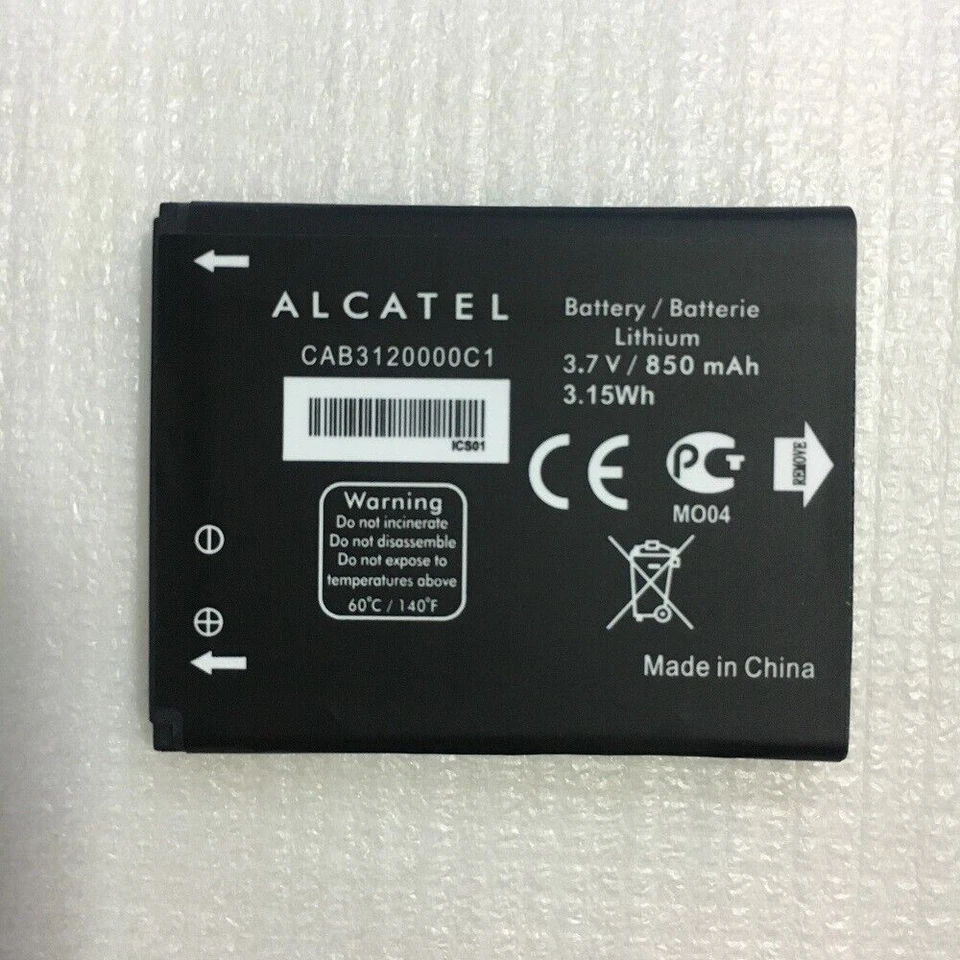 ALCATEL
CAB3120000C1
ICS01
Warning
Do not incinerate
Do not disassemble
Do not expose to
temperatures above
60°C / 140°F
Battery / Batterie
Lithium
3.7 V / 850 mAh
3.15Wh
CE
PCT
MO04
REMOVE
Made in China